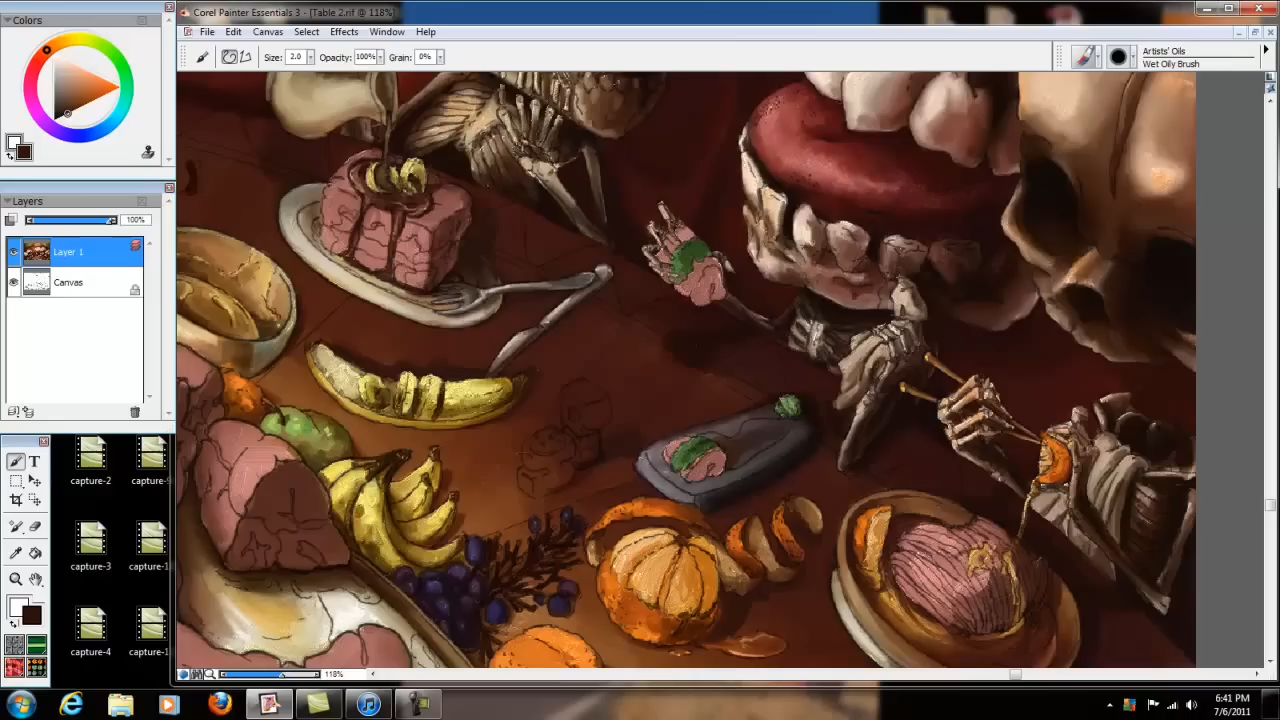 Corel Painter Essentials 3 - [Table 2.rif @ 118%]
Colors
File Edit Canvas Select Effects Window Help
Size: 2.0 Opacity: 100% Grain: 0%
Artists' Oils
Wet Oily Brush
Layers
100%
Layer 1
Canvas
T
capture-2
capture-3
capture-4
118%
6:41 PM
7/6/2011